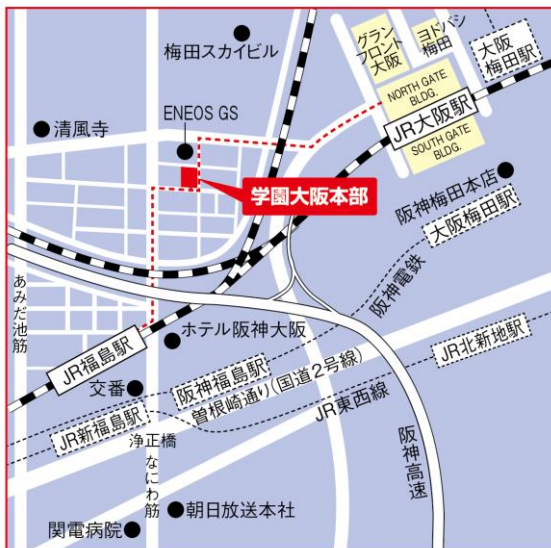 梅田スカイビル
グラン
フロント
大阪
ヨドバシ
梅田
大阪
梅田駅
NORTH GATE
BLDG.
JR大阪駅
SOUTH GATE
BLDG.
ENEOS GS
清風寺
学園大阪本部
阪神梅田本店
大阪梅田駅
阪神電鉄
あみだ池筋
ホテル阪神大阪
JR福島駅
JR北新地駅
阪神福島駅
交番
曽根崎通り(国道2号線)
JR新福島駅
JR東西線
浄正橋
阪神高速
なにわ筋
朝日放送本社
関電病院